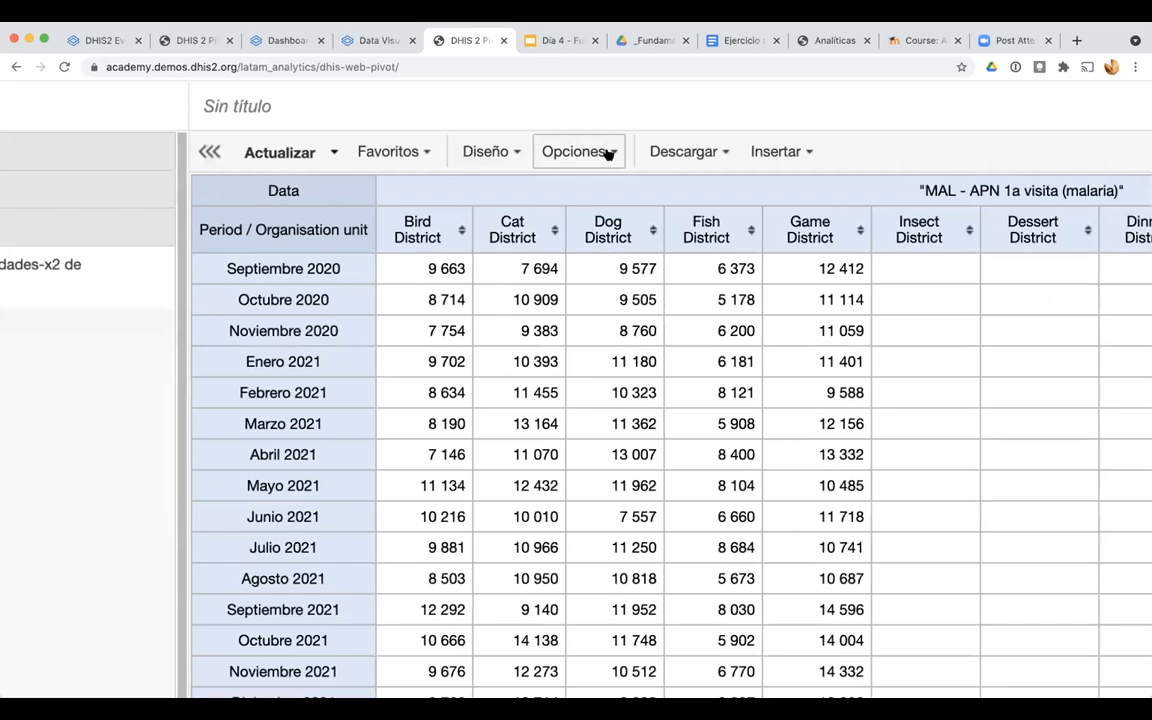 DHIS2 Ev
DHIS 2 Pi
Dashboa
Data Visu
DHIS 2 Pi
Día 4 - Fu
_Fundam
Ejercicio
Analíticas
Course: A
Post Atte
academy.demos.dhis2.org/latam_analytics/dhis-web-pivot/
Sin título
Actualizar Favoritos Diseño Opciones Descargar Insertar
dades-x2 de
Data "MAL - APN 1a visita (malaria)"
Period / Organisation unit Bird District Cat District Dog District Fish District Game District Insect District Dessert District Dinn Distr
Septiembre 2020 9 663 7 694 9 577 6 373 12 412
Octubre 2020 8 714 10 909 9 505 5 178 11 114
Noviembre 2020 7 754 9 383 8 760 6 200 11 059
Enero 2021 9 702 10 393 11 180 6 181 11 401
Febrero 2021 8 634 11 455 10 323 8 121 9 588
Marzo 2021 8 190 13 164 11 362 5 908 12 156
Abril 2021 7 146 11 070 13 007 8 400 13 332
Mayo 2021 11 134 12 432 11 962 8 104 10 485
Junio 2021 10 216 10 010 7 557 6 660 11 718
Julio 2021 9 881 10 966 11 250 8 684 10 741
Agosto 2021 8 503 10 950 10 818 5 673 10 687
Septiembre 2021 12 292 9 140 11 952 8 030 14 596
Octubre 2021 10 666 14 138 11 748 5 902 14 004
Noviembre 2021 9 676 12 273 10 512 6 770 14 332